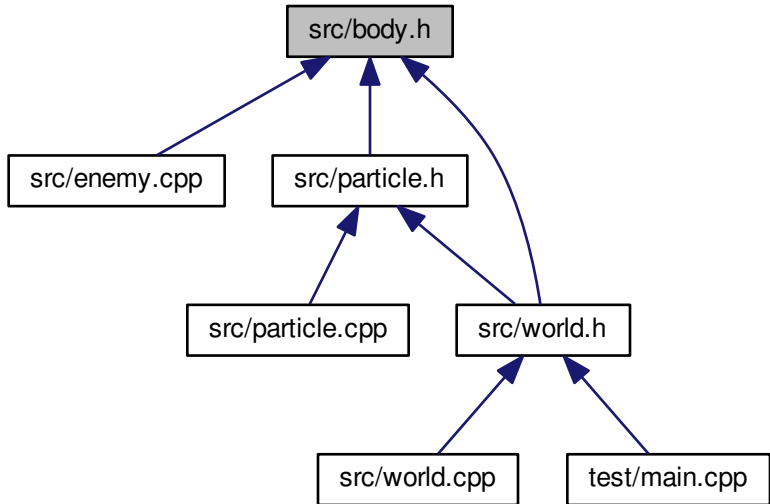 src/body.h
src/enemy.cpp
src/particle.h
src/particle.cpp
src/world.h
src/world.cpp
test/main.cpp